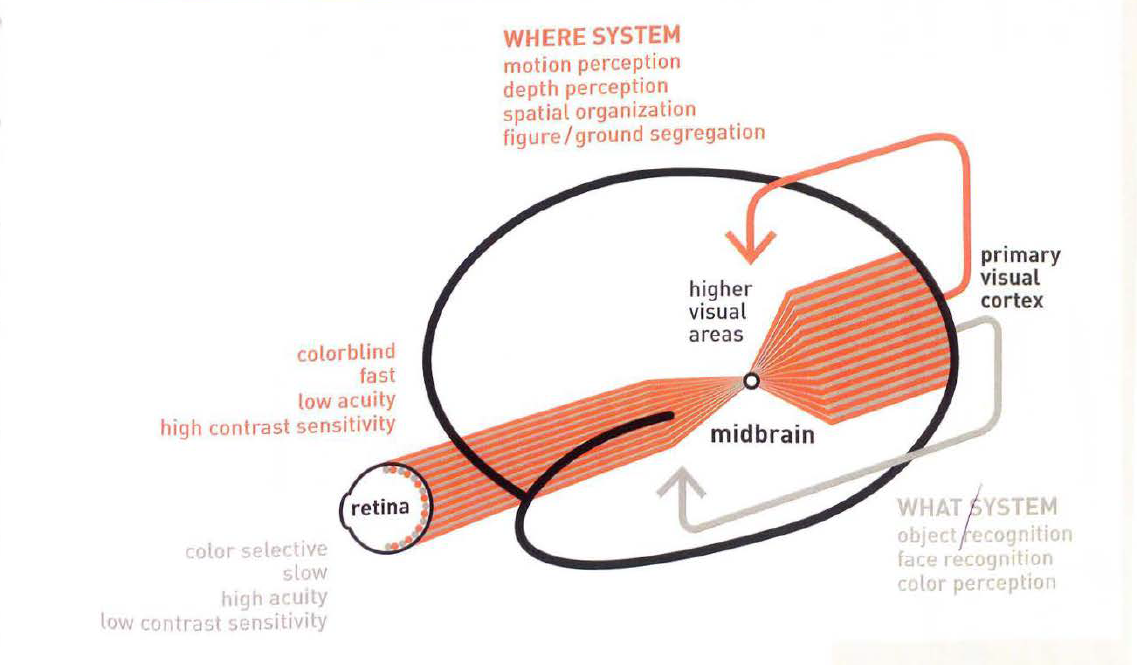 WHERE SYSTEM
motion perception
depth perception
spatial organization
figure/ground segregation
primary
visual
cortex
higher
visual
areas
colorblind
fast
low acuity
high contrast sensitivity
midbrain
retina
WHAT SYSTEM
object recognition
face recognition
color perception
color selective
slow
high acuity
low contrast sensitivity